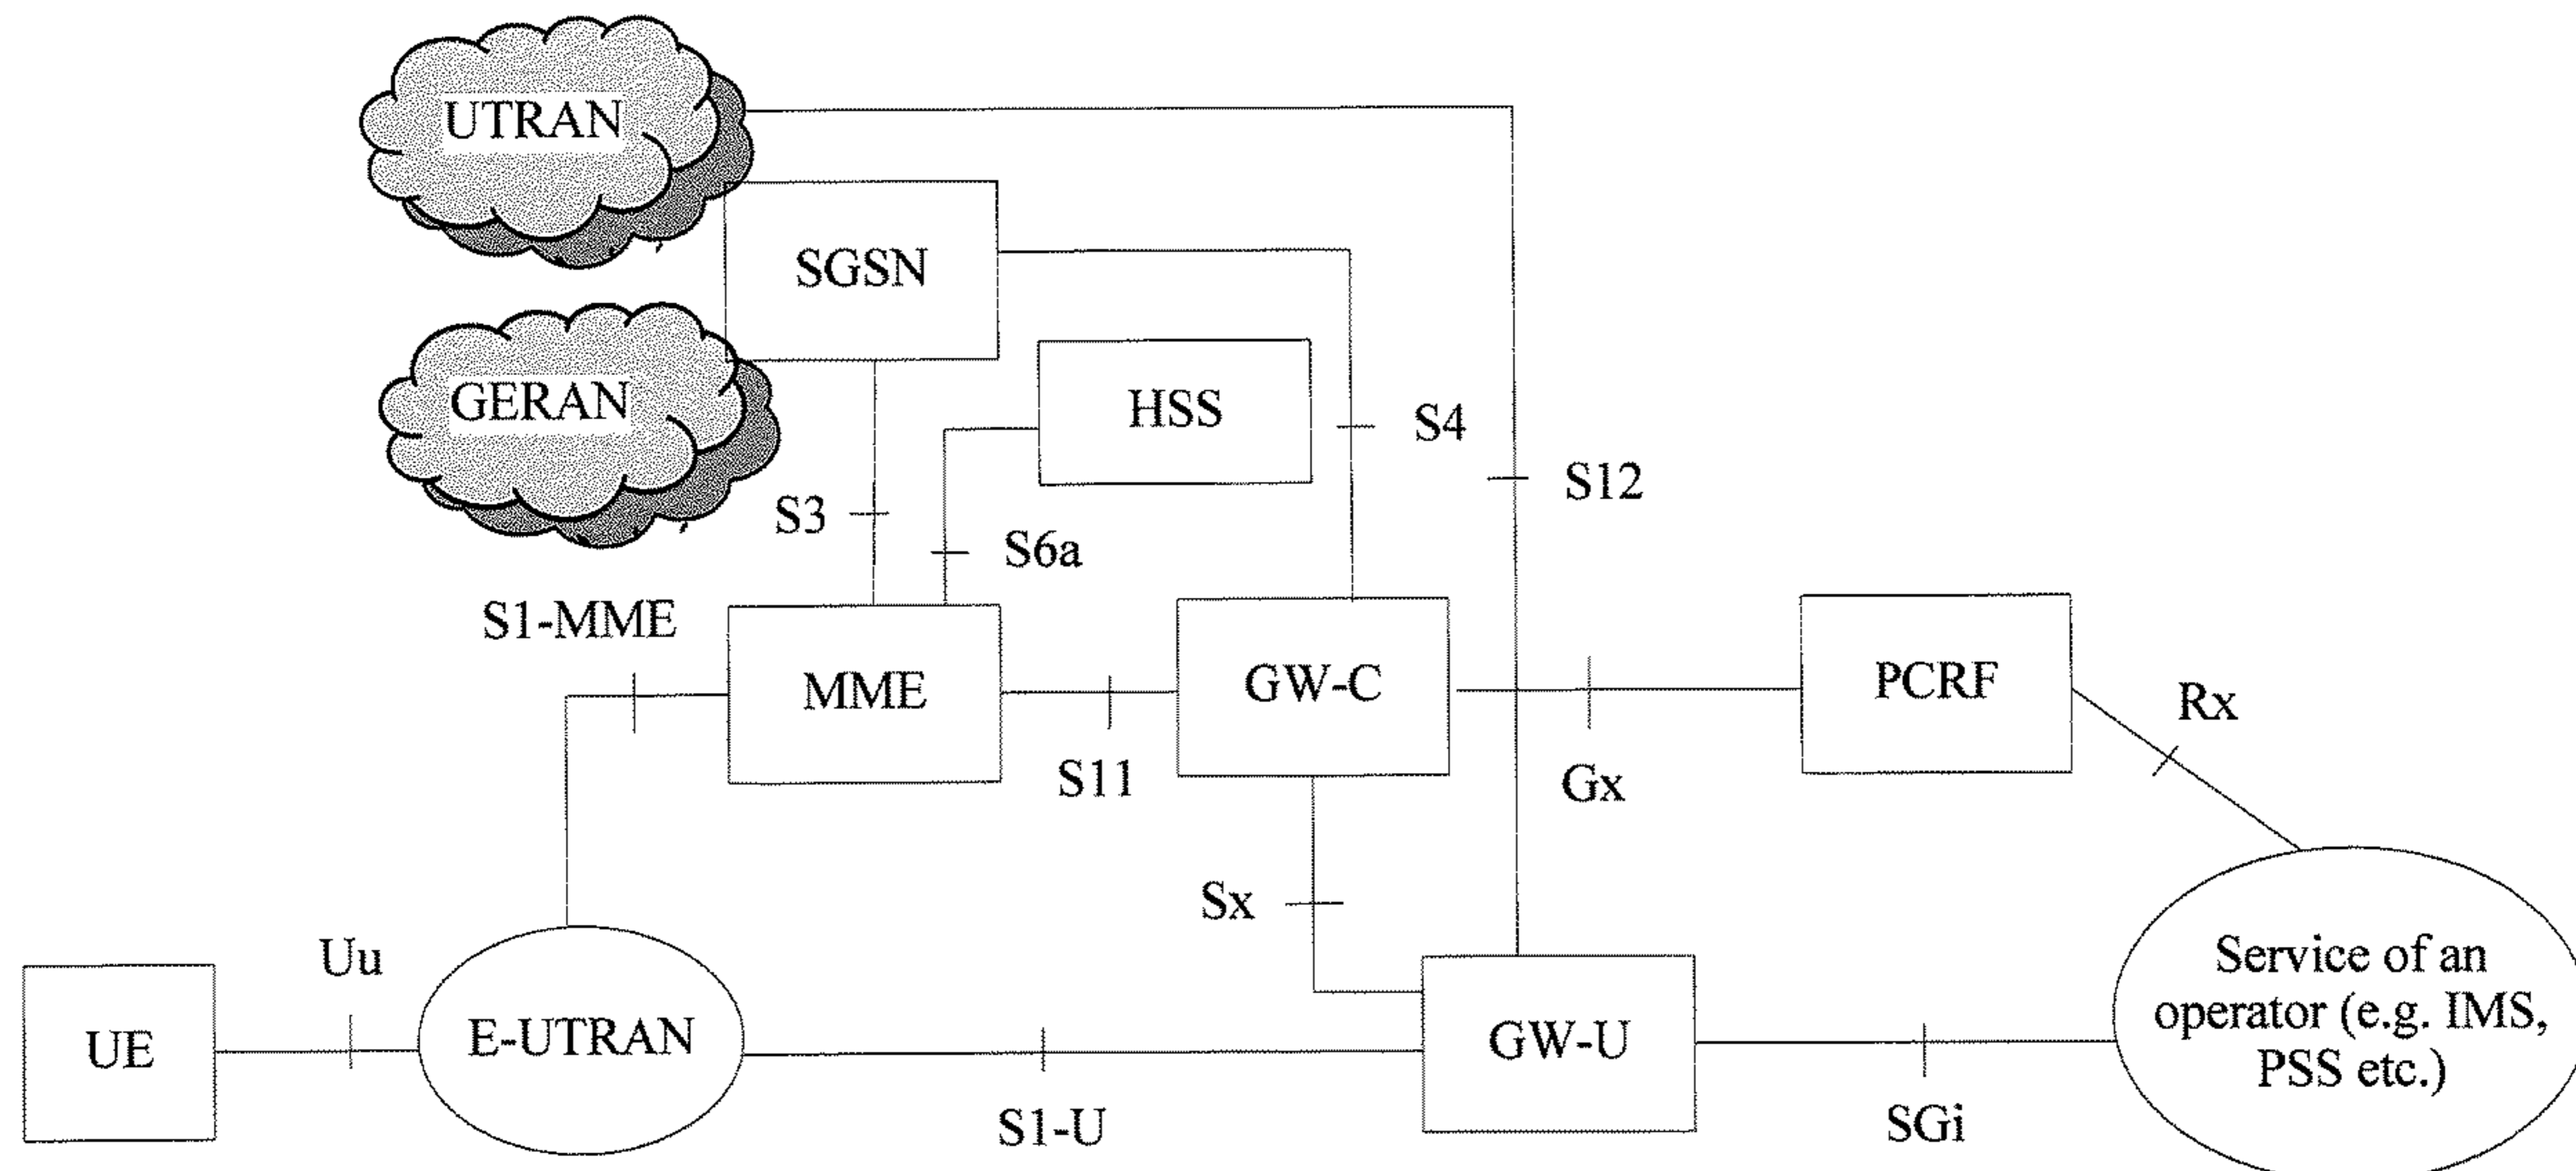 UTRAN
SGSN
GERAN
HSS
S4
S12
S3
S6a
S1-MME
MME
GW-C
PCRF
Rx
S11
Gx
Sx
Uu
UE
E-UTRAN
GW-U
Service of an
operator (e.g. IMS,
PSS etc.)
S1-U
SGi